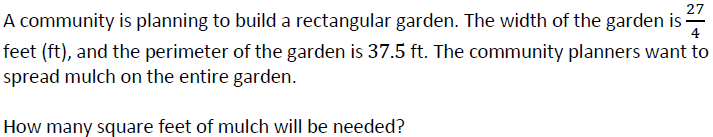 A community is planning to build a rectangular garden. The width of the garden is 27/4
feet (ft), and the perimeter of the garden is 37.5 ft. The community planners want to
spread mulch on the entire garden.
How many square feet of mulch will be needed?